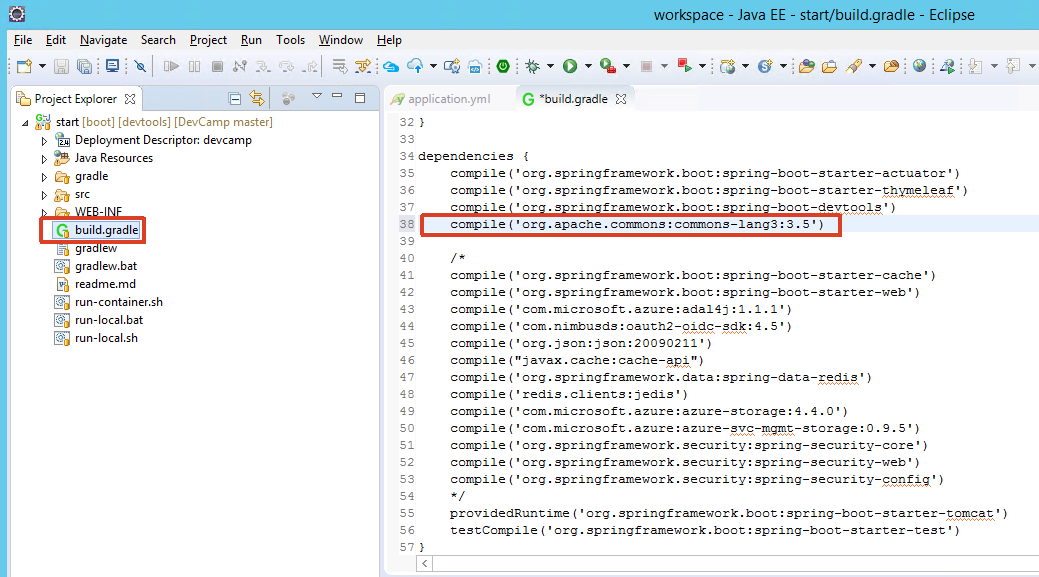 workspace - Java EE - start/build.gradle - Eclipse
File Edit Navigate Search Project Run Tools Window Help
Project Explorer
application.yml *build.gradle
start [boot] [devtools] [DevCamp master]
Deployment Descriptor: devcamp
Java Resources
gradle
src
WEB-INF
build.gradle
gradlew
gradlew.bat
readme.md
run-container.sh
run-local.bat
run-local.sh
32 }
33
34 dependencies {
35 compile('org.springframework.boot:spring-boot-starter-actuator')
36 compile('org.springframework.boot:spring-boot-starter-thymeleaf')
37 compile('org.springframework.boot:spring-boot-devtools')
38 compile('org.apache.commons:commons-lang3:3.5')
39
40 /*
41 compile('org.springframework.boot:spring-boot-starter-cache')
42 compile('org.springframework.boot:spring-boot-starter-web')
43 compile('com.microsoft.azure:adal4j:1.1.1')
44 compile('com.nimbusds:oauth2-oidc-sdk:4.5')
45 compile('org.json:json:20090211')
46 compile("javax.cache:cache-api")
47 compile('org.springframework.data:spring-data-redis')
48 compile('redis.clients:jedis')
49 compile('com.microsoft.azure:azure-storage:4.4.0')
50 compile('com.microsoft.azure:azure-svc-mgmt-storage:0.9.5')
51 compile('org.springframework.security:spring-security-core')
52 compile('org.springframework.security:spring-security-web')
53 compile('org.springframework.security:spring-security-config')
54 */
55 providedRuntime('org.springframework.boot:spring-boot-starter-tomcat')
56 testCompile('org.springframework.boot:spring-boot-starter-test')
57 }